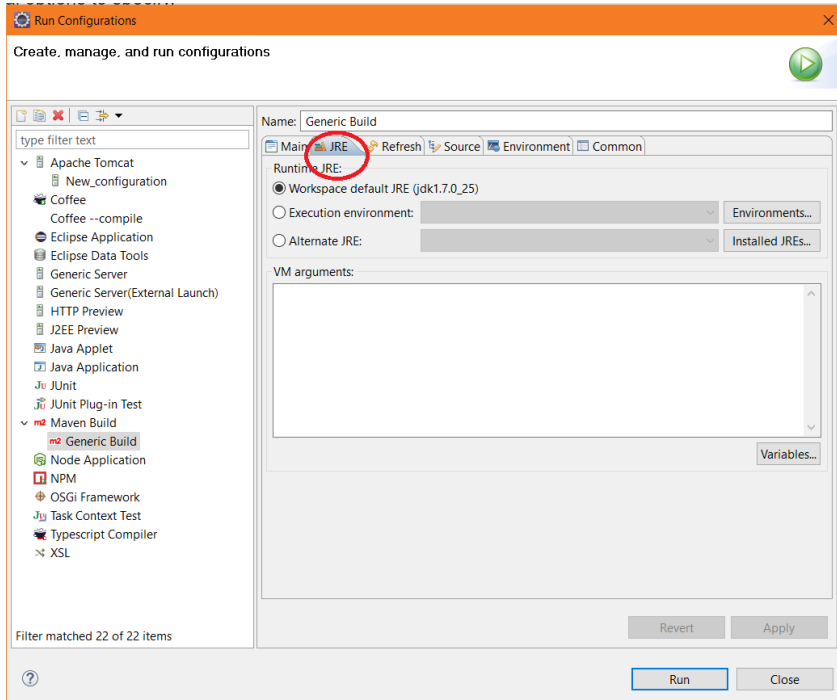 Run Configurations
Create, manage, and run configurations
type filter text
Apache Tomcat
New_configuration
Coffee
Coffee --compile
Eclipse Application
Eclipse Data Tools
Generic Server
Generic Server(External Launch)
HTTP Preview
J2EE Preview
Java Applet
Java Application
Ju JUnit
JUnit Plug-in Test
m2 Maven Build
m2 Generic Build
Node Application
NPM
OSGi Framework
Ju Task Context Test
Typescript Compiler
XSL
Filter matched 22 of 22 items
Name: Generic Build
Main JRE Refresh Source Environment Common
Runtime JRE:
Workspace default JRE (jdk1.7.0_25)
Execution environment: Environments...
Alternate JRE: Installed JREs...
VM arguments:
Variables...
Revert Apply
Run Close